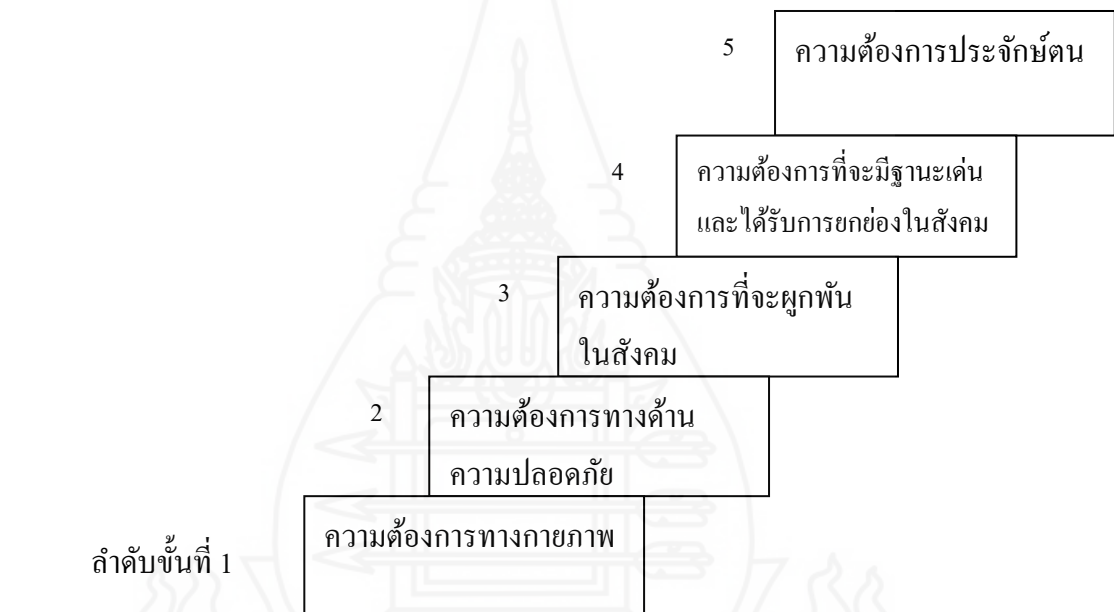 5 ความต้องการประจักษ์ตน
4 ความต้องการที่จะมีฐานะเด่น
และได้รับการยกย่องในสังคม
3 ความต้องการที่จะผูกพัน
ในสังคม
2 ความต้องการทางด้าน
ความปลอดภัย
ความต้องการทางกายภาพ
ลำดับขั้นที่ 1